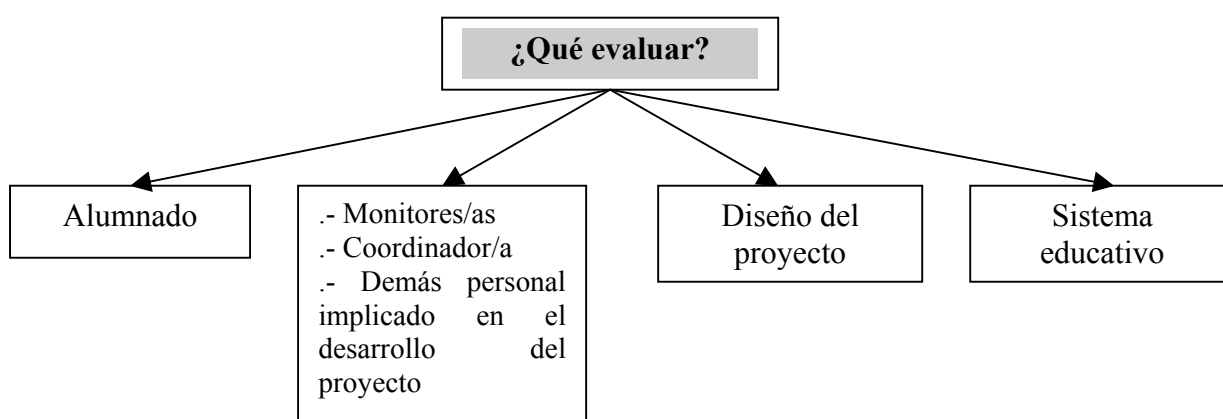 ¿Qué evaluar?
Alumnado
.- Monitores/as
.- Coordinador/a
.- Demás personal
implicado en el
desarrollo del
proyecto
Diseño del
proyecto
Sistema
educativo